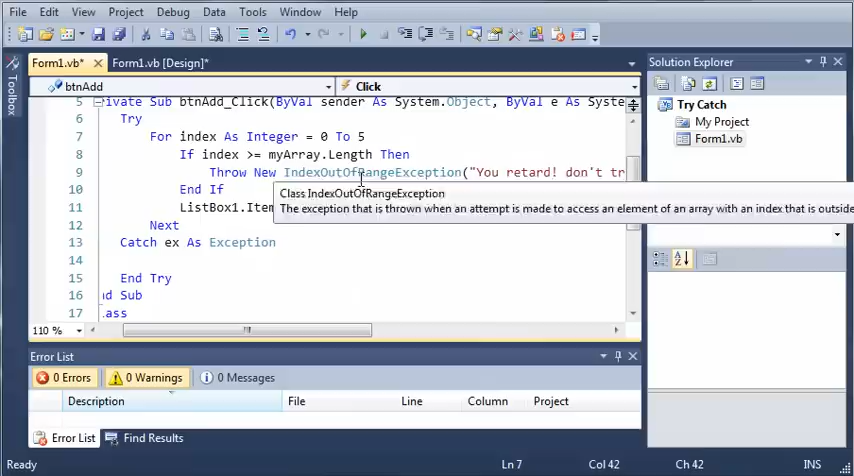 File Edit View Project Debug Data Tools Window Help
Form1.vb* Form1.vb [Design]*
Solution Explorer
Toolbox
btnAdd Click
Try Catch
My Project
Form1.vb
5 rivate Sub btnAdd_Click(ByVal sender As System.Object, ByVal e As Syste
6 Try
7 For index As Integer = 0 To 5
8 If index >= myArray.Length Then
9 Throw New IndexOutOfRangeException("You retard! don't tr
10 End If
Class IndexOutOfRangeException
The exception that is thrown when an attempt is made to access an element of an array with an index that is outside
11 ListBox1.Item
12 Next
13 Catch ex As Exception
14
15 End Try
16 nd Sub
17 lass
110 %
Error List
0 Errors 0 Warnings 0 Messages
Description File Line Column Project
Error List Find Results
Ready Ln 7 Col 42 Ch 42 INS